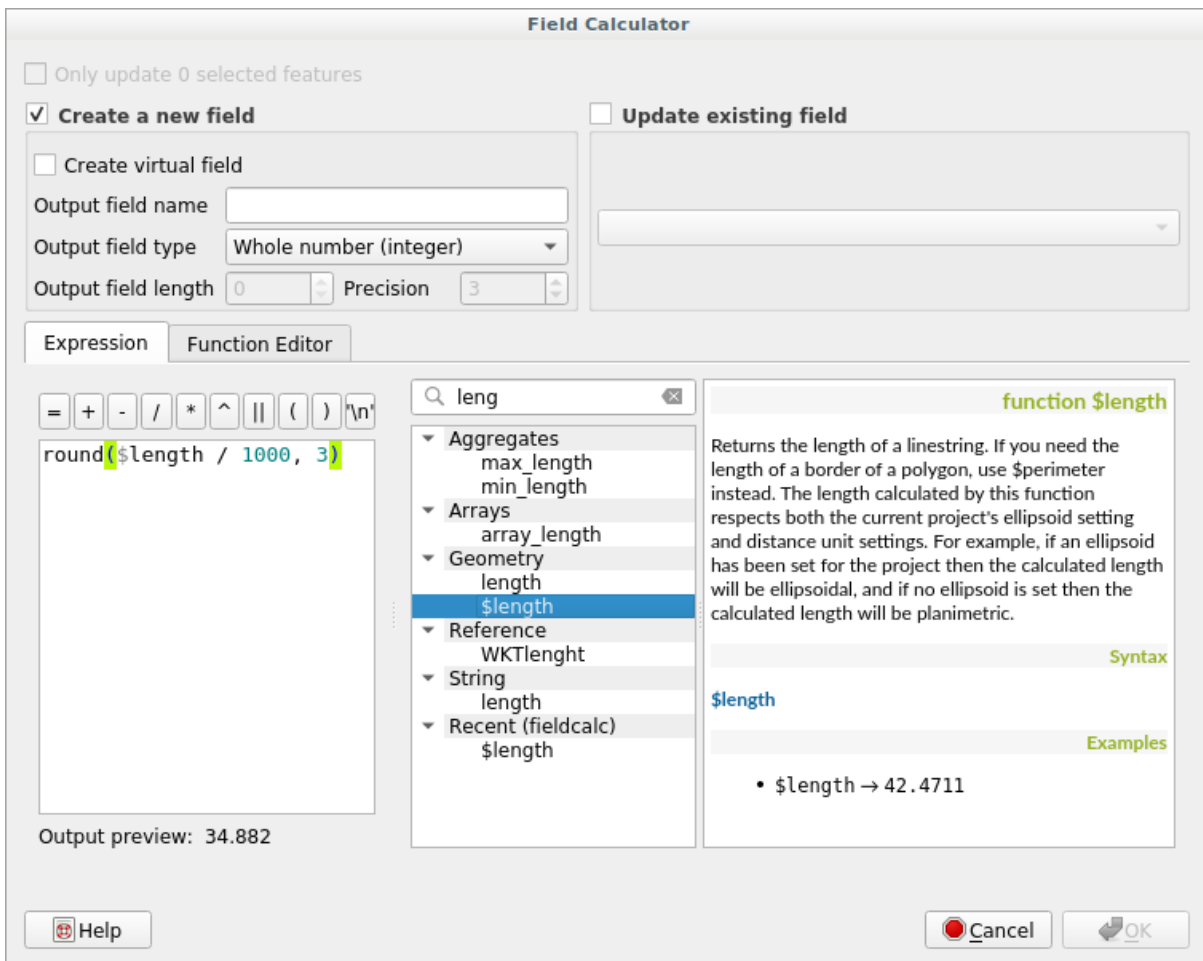 Field Calculator
Only update 0 selected features
Create a new field
Update existing field
Create virtual field
Output field name
Output field type Whole number (integer)
Output field length 0 Precision 3
Expression Function Editor
= + - / * ^ || ( ) '\n'
round($length / 1000, 3)
Output preview: 34.882
leng
Aggregates
max_length
min_length
Arrays
array_length
Geometry
length
$length
Reference
WKTlenght
String
length
Recent (fieldcalc)
$length
function $length
Returns the length of a linestring. If you need the
length of a border of a polygon, use $perimeter
instead. The length calculated by this function
respects both the current project's ellipsoid setting
and distance unit settings. For example, if an ellipsoid
has been set for the project then the calculated length
will be ellipsoidal, and if no ellipsoid is set then the
calculated length will be planimetric.
Syntax
$length
Examples
• $length → 42.4711
Help
Cancel
OK